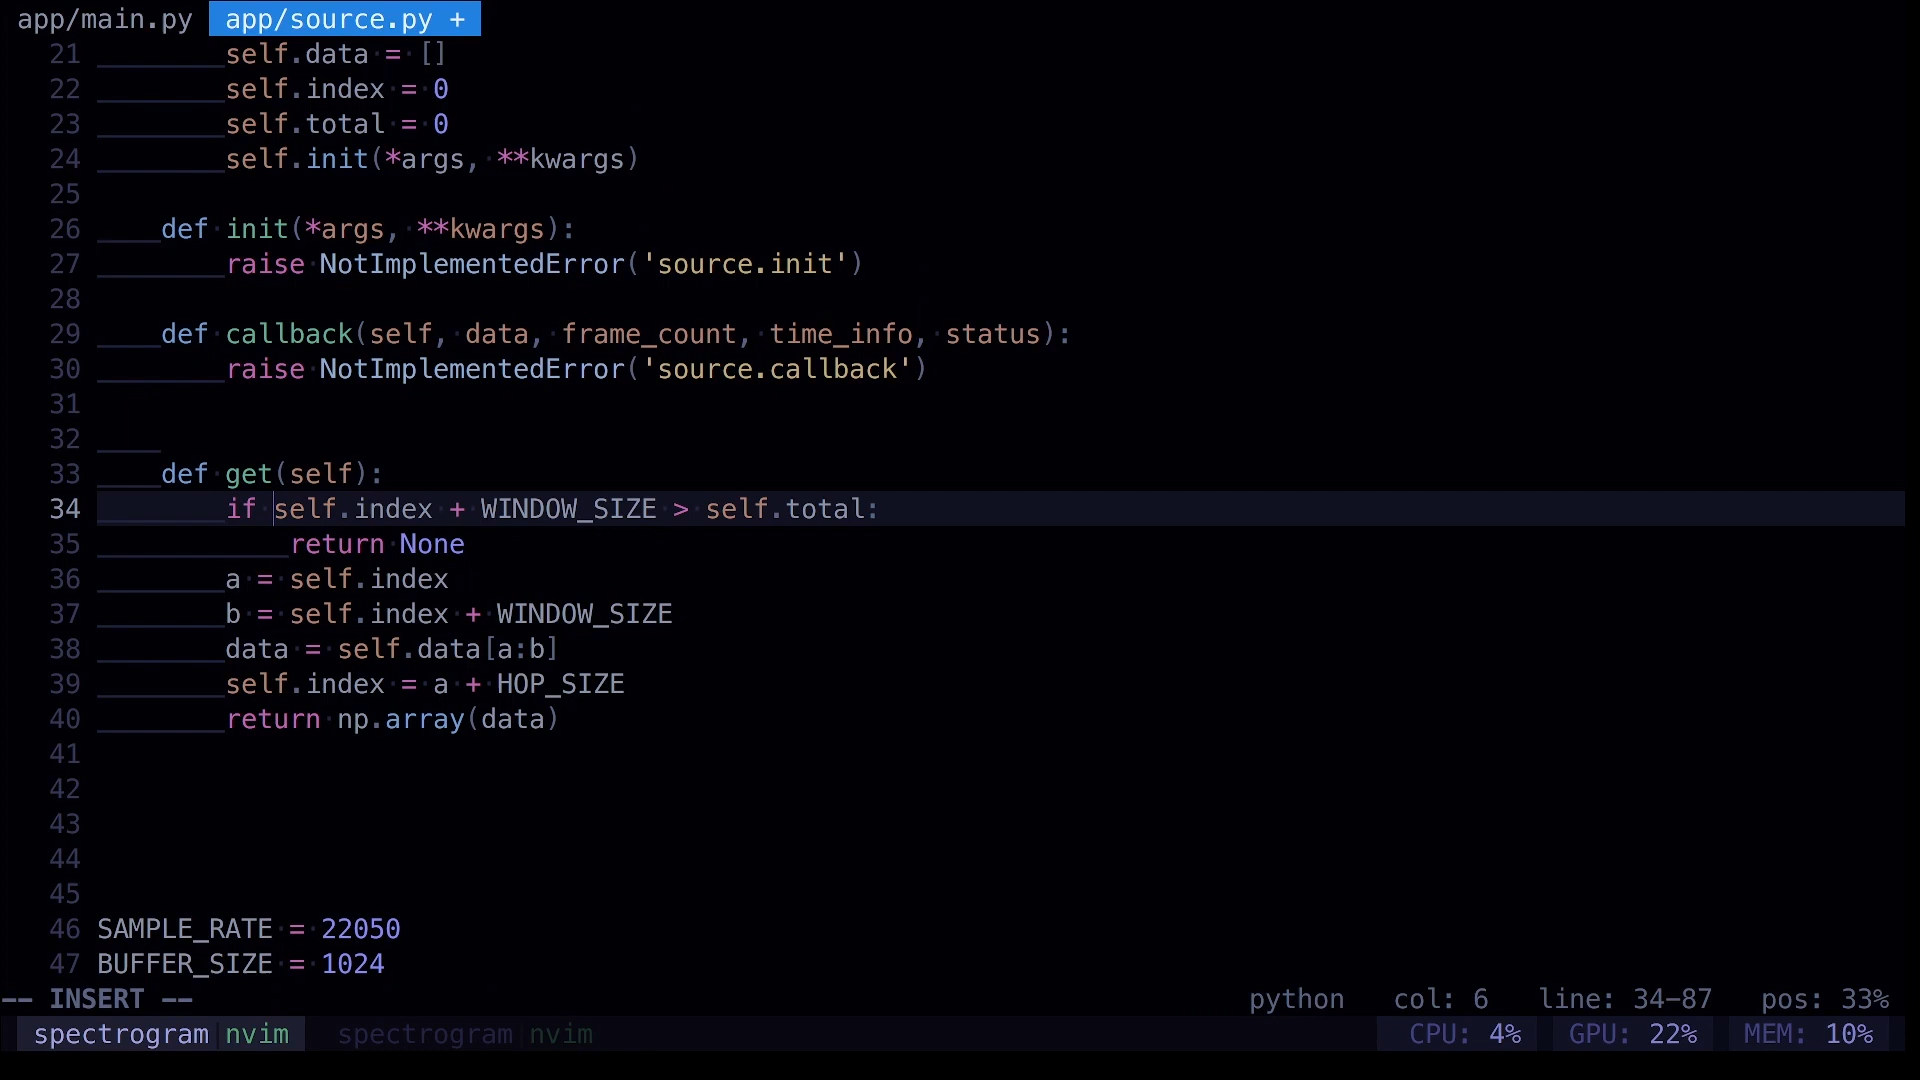 app/main.py app/source.py +
21 self.data = []
22 self.index = 0
23 self.total = 0
24 self.init(*args, **kwargs)
25
26 def init(*args, **kwargs):
27 raise NotImplementedError('source.init')
28
29 def callback(self, data, frame_count, time_info, status):
30 raise NotImplementedError('source.callback')
31
32
33 def get(self):
34 if self.index + WINDOW_SIZE > self.total:
35 return None
36 a = self.index
37 b = self.index + WINDOW_SIZE
38 data = self.data[a:b]
39 self.index = a + HOP_SIZE
40 return np.array(data)
41
42
43
44
45
46 SAMPLE_RATE = 22050
47 BUFFER_SIZE = 1024
-- INSERT -- python col: 6 line: 34-87 pos: 33%
spectrogram nvim spectrogram nvim CPU: 4% GPU: 22% MEM: 10%